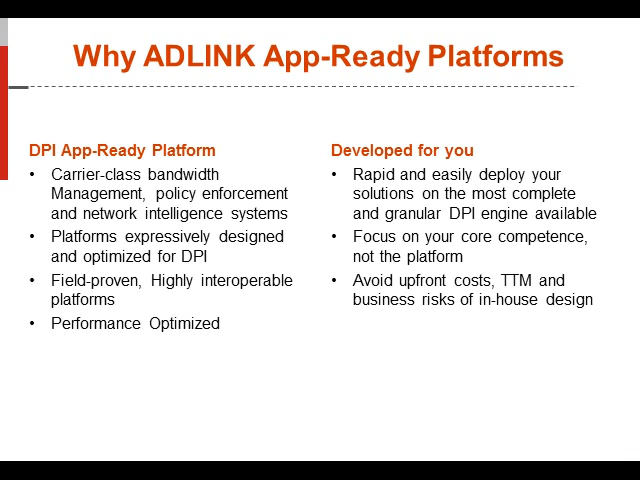 Why ADLINK App-Ready Platforms
DPI App-Ready Platform
• Carrier-class bandwidth
Management, policy enforcement
and network intelligence systems
• Platforms expressively designed
and optimized for DPI
• Field-proven, Highly interoperable
platforms
• Performance Optimized
Developed for you
• Rapid and easily deploy your
solutions on the most complete
and granular DPI engine available
• Focus on your core competence,
not the platform
• Avoid upfront costs, TTM and
business risks of in-house design